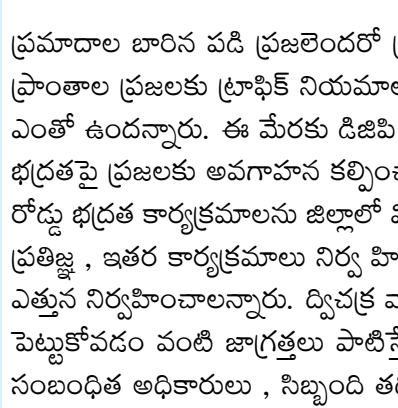 ప్రమాదాల బారిన పడి ప్రజలెందరో
ప్రాంతాల ప్రజలకు ట్రాఫిక్ నియమాల
ఎంతో ఉందన్నారు. ఈ మేరకు డిజిపి
భద్రతపై ప్రజలకు అవగాహన కల్పించ
రోడ్డు భద్రత కార్యక్రమాలను జిల్లాలో
ప్రతిజ్ఞ , ఇతర కార్యక్రమాలు నిర్వ హి
ఎత్తున నిర్వహించాలన్నారు. ద్విచక్ర
పెట్టుకోవడం వంటి జాగ్రత్తలు పాటిస్తే
సంబంధిత అధికారులు , సిబ్బంది